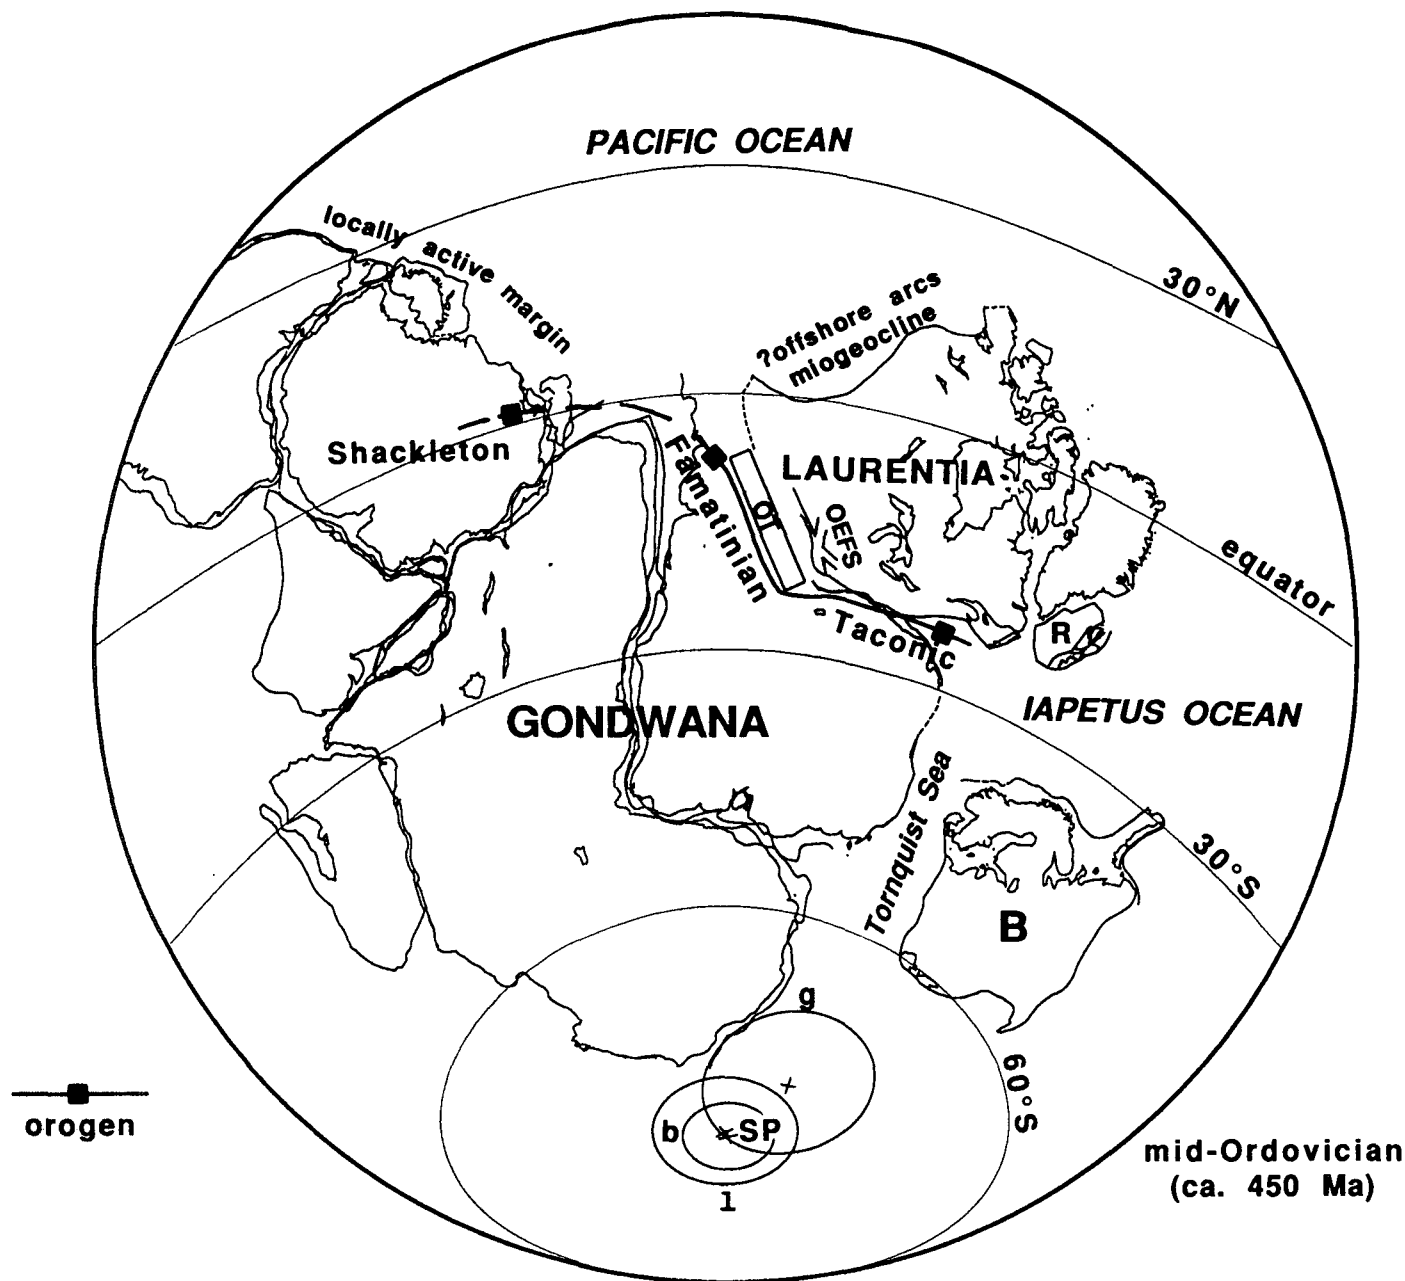 PACIFIC OCEAN
locally active margin
30°N
?offshore arcs
miogeocline
Shackleton
Famatinian
LAURENTIA
OT
OEFS
equator
Taconic
R
GONDWANA
IAPETUS OCEAN
Tornquist Sea
30°S
B
g
60°S
b
SP
l
orogen
mid-Ordovician
(ca. 450 Ma)